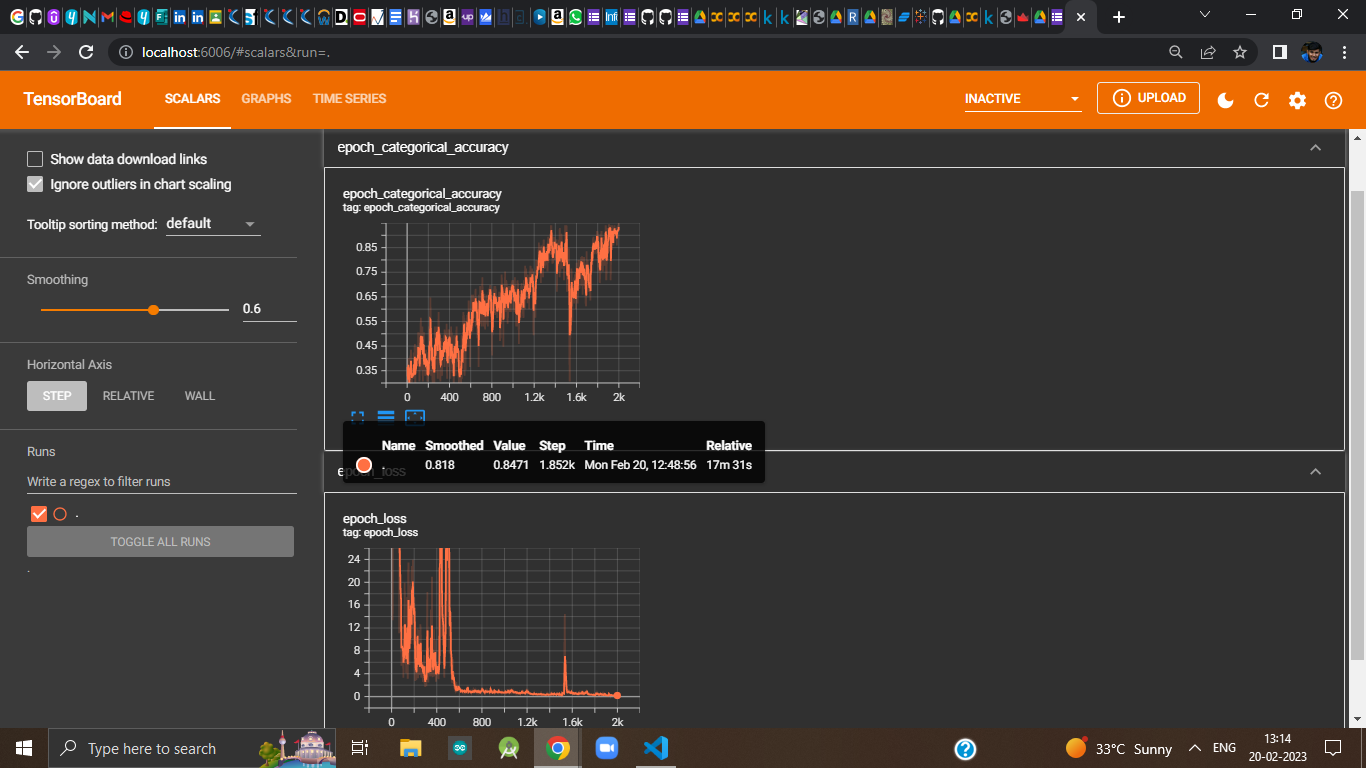 localhost:6006/#scalars&run=.
TensorBoard SCALARS GRAPHS TIME SERIES INACTIVE UPLOAD
Show data download links
Ignore outliers in chart scaling
Tooltip sorting method: default
Smoothing
0.6
Horizontal Axis
STEP RELATIVE WALL
Runs
Write a regex to filter runs
.
TOGGLE ALL RUNS
.
epoch_categorical_accuracy
epoch_categorical_accuracy
tag: epoch_categorical_accuracy
0.85
0.75
0.65
0.55
0.45
0.35
0 400 800 1.2k 1.6k 2k
Name Smoothed Value Step Time Relative
. 0.818 0.8471 1.852k Mon Feb 20, 12:48:56 17m 31s
epoch_loss
epoch_loss
tag: epoch_loss
24
20
16
12
8
4
0
0 400 800 1.2k 1.6k 2k
Type here to search
33°C Sunny
ENG
13:14
20-02-2023